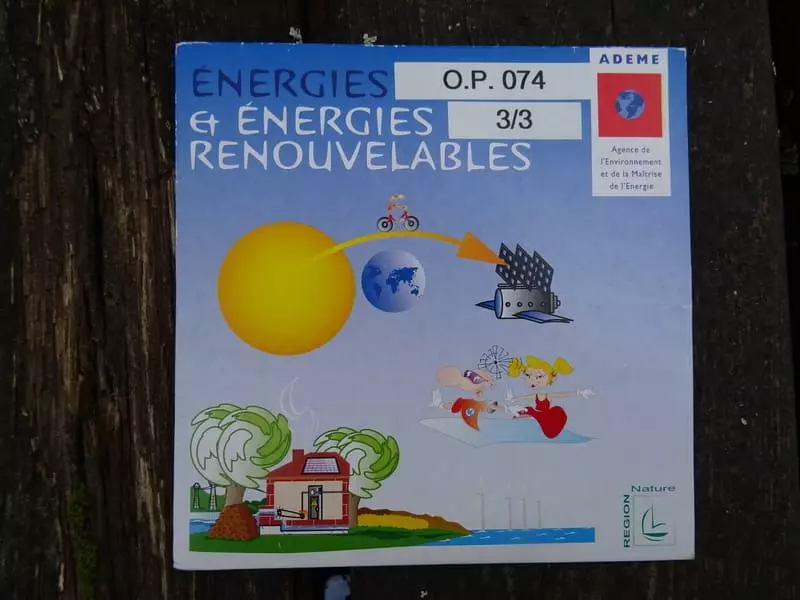 ÉNERGIES
O.P. 074
& ÉNERGIES
3/3
RENOUVELABLES
ADEME
Agence de
l'Environnement
et de la Maîtrise
de l'Energie
Nature
REGION